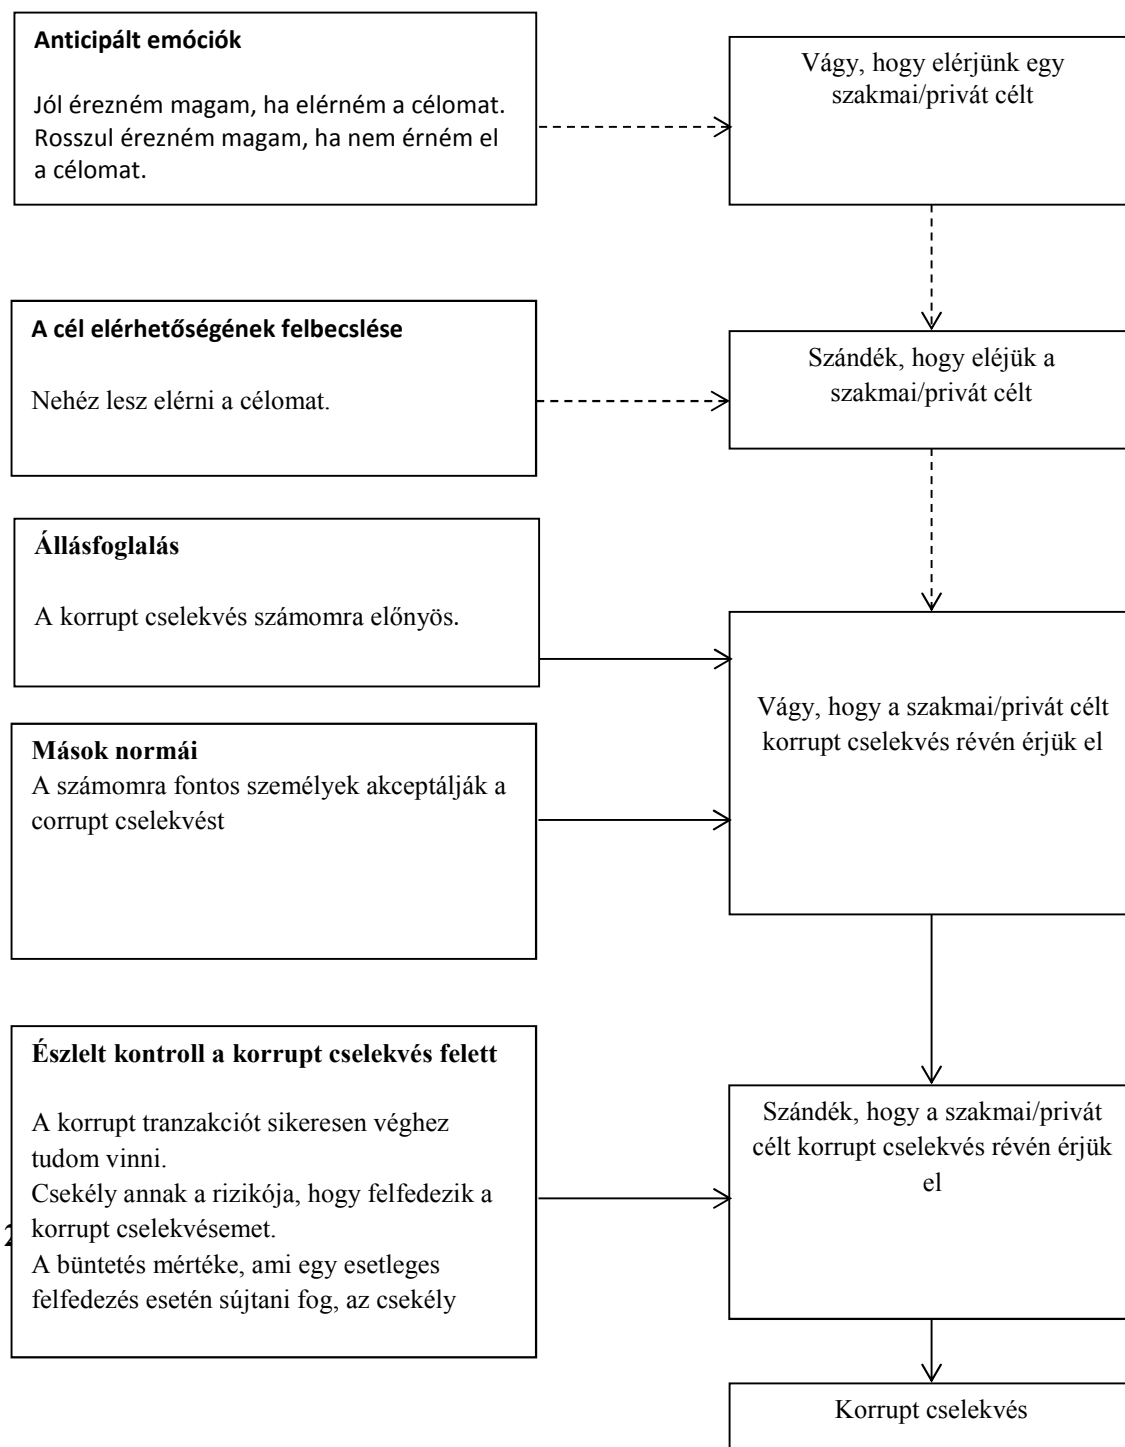 Anticipált emóciók
Jól érezném magam, ha elérném a célomat.
Rosszul érezném magam, ha nem érném el
a célomat.
Vágy, hogy elérjünk egy
szakmai/privát célt
A cél elérhetőségének felbecslése
Nehéz lesz elérni a célomat.
Szándék, hogy eléjük a
szakmai/privát célt
Állásfoglalás
A korrupt cselekvés számomra előnyös.
Mások normái
A számomra fontos személyek akceptálják a
corrupt cselekvést
Vágy, hogy a szakmai/privát célt
korrupt cselekvés révén érjük el
Észlelt kontroll a korrupt cselekvés felett
A korrupt tranzakciót sikeresen véghez
tudom vinni.
Csekély annak a rizikója, hogy felfedezik a
korrupt cselekvésemet.
A büntetés mértéke, ami egy esetleges
felfedezés esetén sújtani fog, az csekély
Szándék, hogy a szakmai/privát
célt korrupt cselekvés révén érjük
el
Korrupt cselekvés